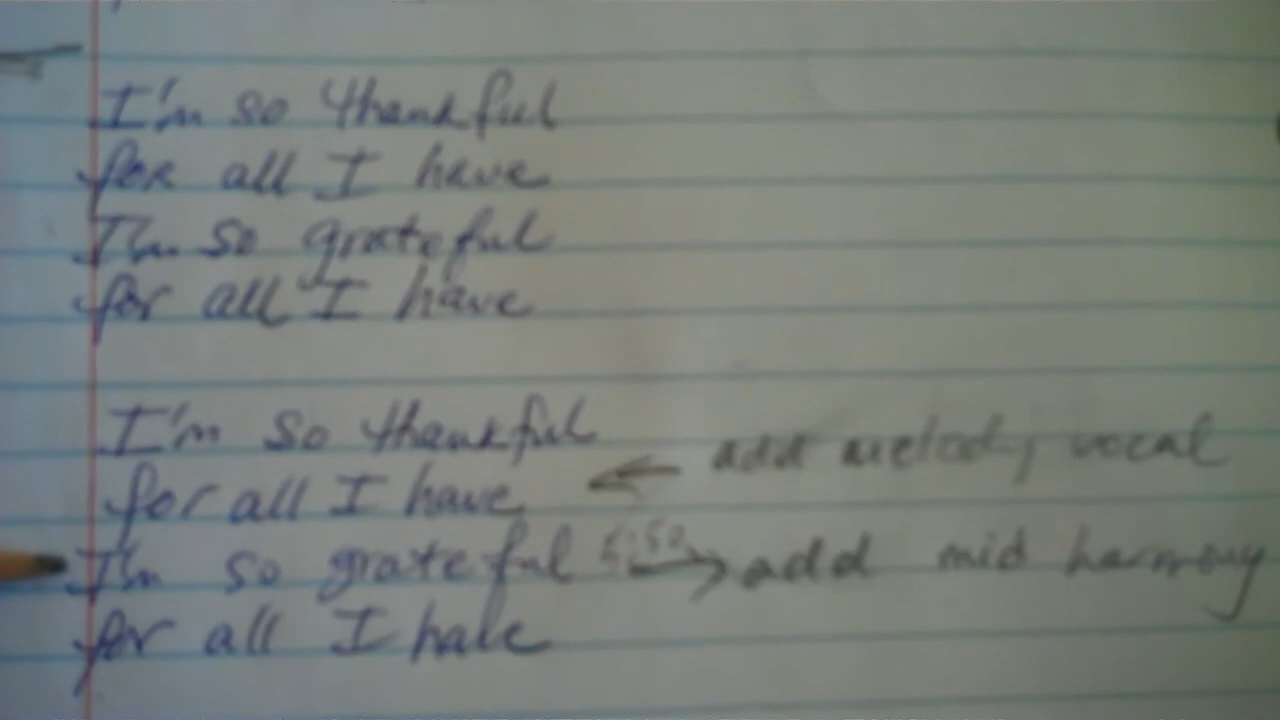 I'm so thankful
for all I have
I'm so grateful
for all I have
I'm so thankful
for all I have ← add melody vocal
I'm so grateful → add mid harmony
for all I have